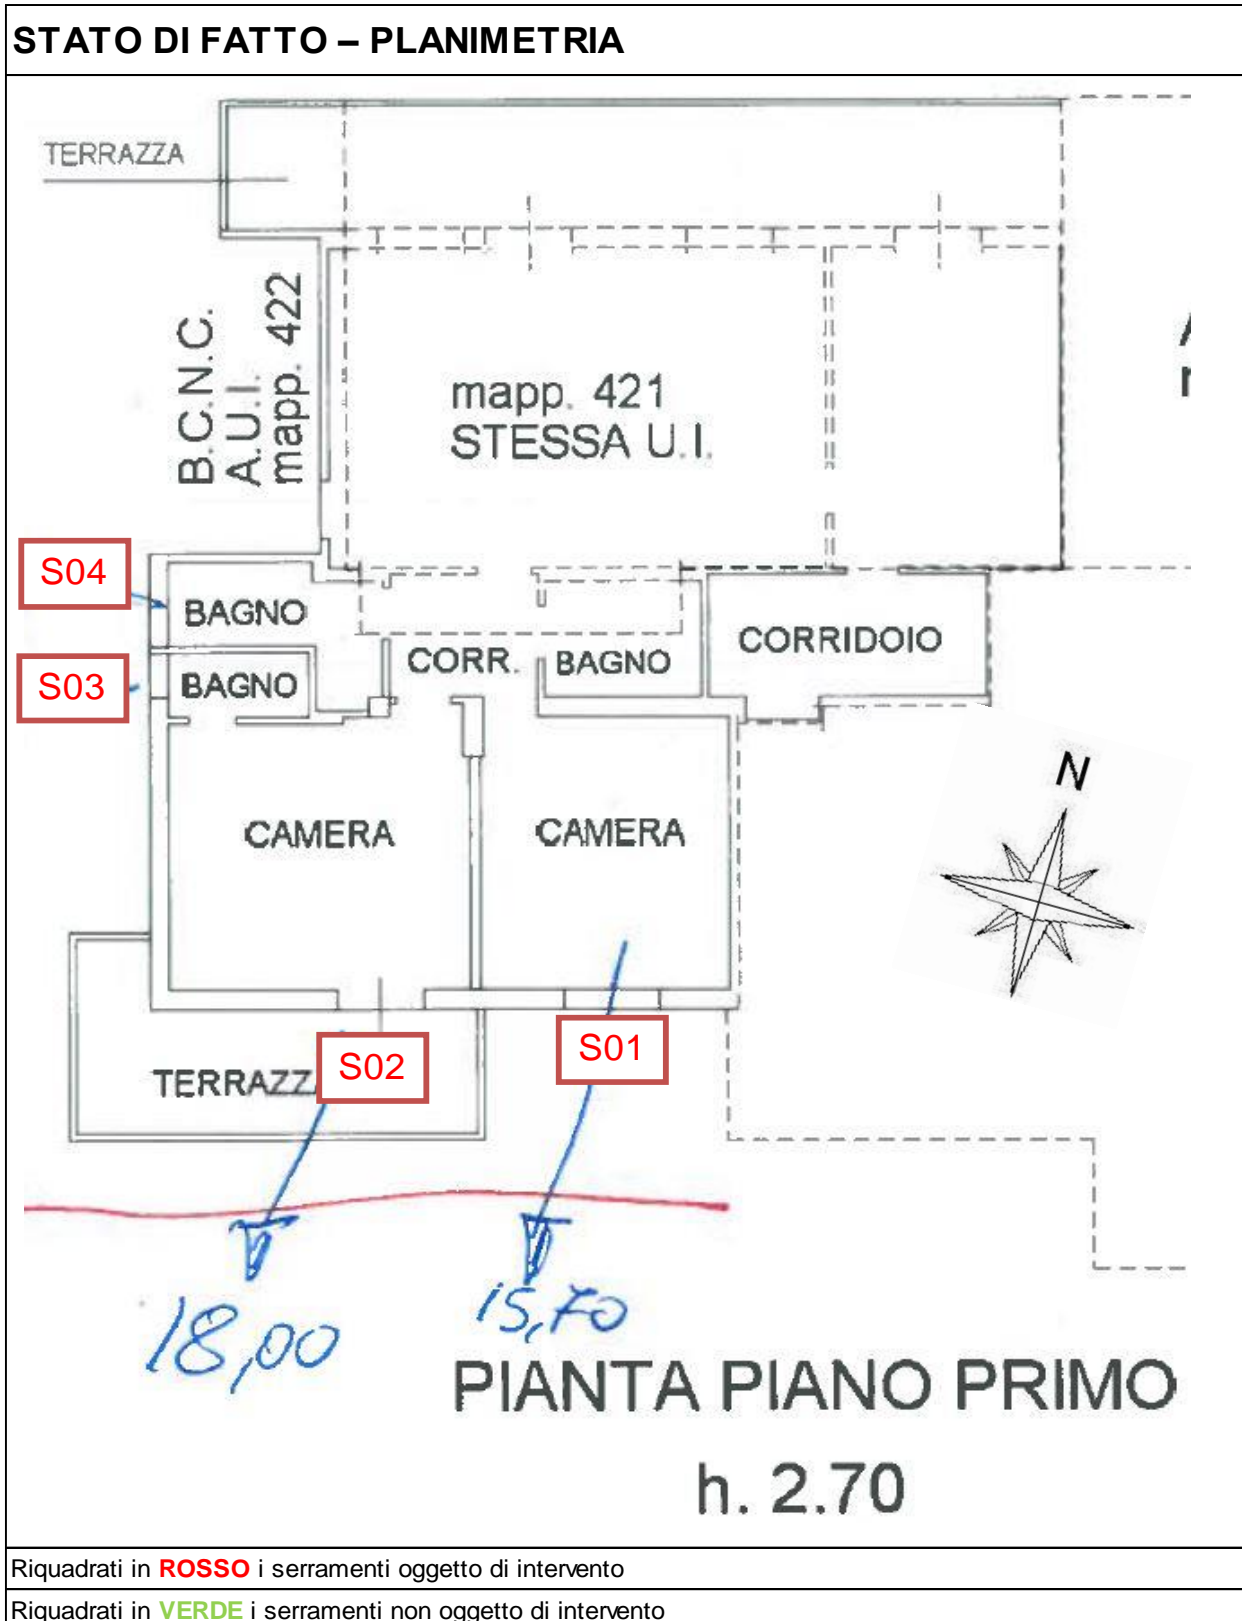 STATO DI FATTO – PLANIMETRIA
TERRAZZA
B.C.N.C.
A.U.I.
mapp. 422
mapp. 421
STESSA U.I.
S04
BAGNO
CORR.
BAGNO
CORRIDOIO
S03
BAGNO
N
CAMERA
CAMERA
S02
S01
TERRAZZ
18,00
15,70
PIANTA PIANO PRIMO
h. 2.70
Riquadrati in ROSSO i serramenti oggetto di intervento
Riquadrati in VERDE i serramenti non oggetto di intervento